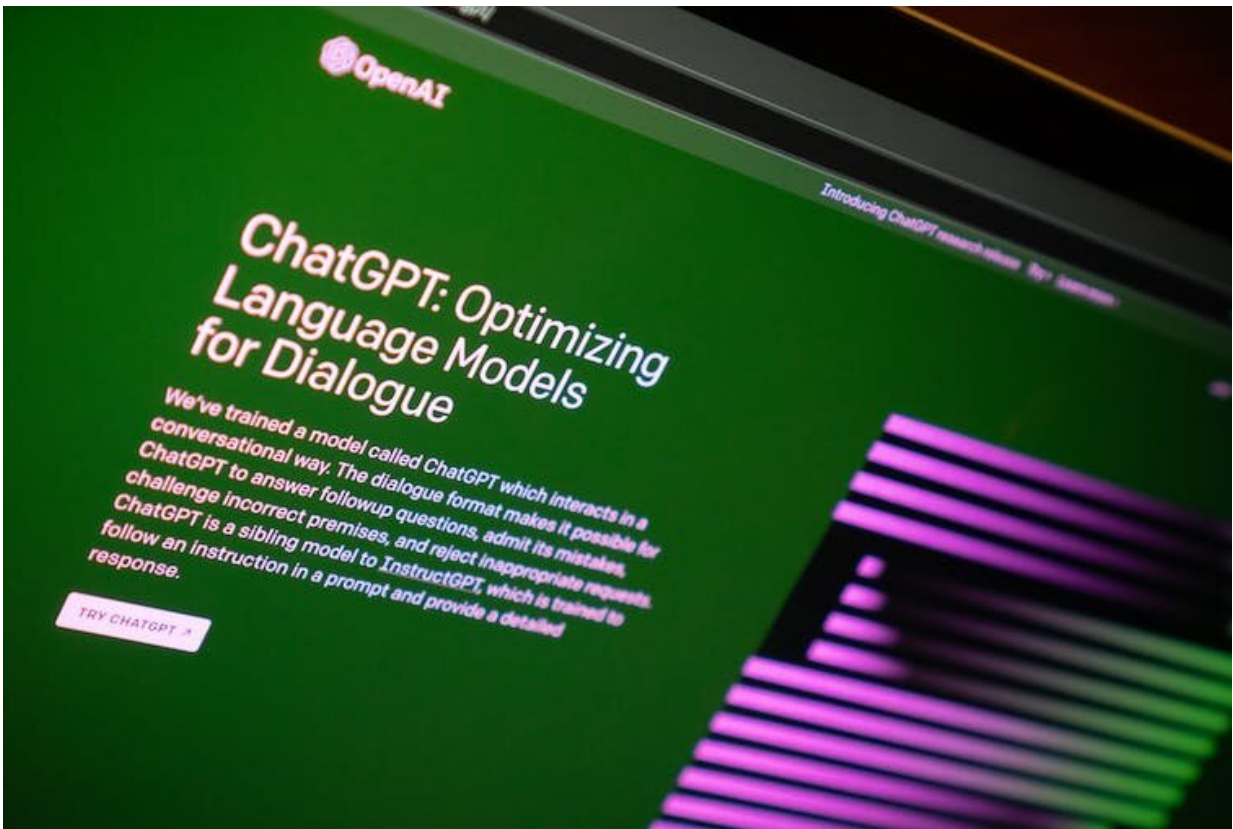 OpenAI
Introducing ChatGPT research release Try Learn more
ChatGPT: Optimizing
Language Models
for Dialogue
We've trained a model called ChatGPT which interacts in a
conversational way. The dialogue format makes it possible for
ChatGPT to answer followup questions, admit its mistakes,
challenge incorrect premises, and reject inappropriate requests.
ChatGPT is a sibling model to InstructGPT, which is trained to
follow an instruction in a prompt and provide a detailed
response.
TRY CHATGPT ↗